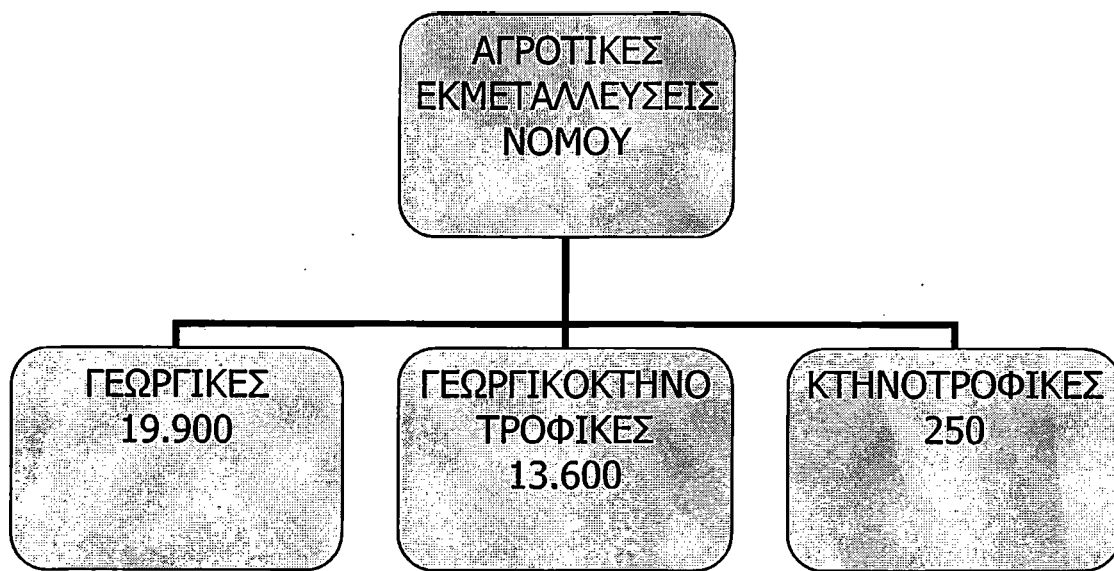 ΑΓΡΟΤΙΚΕΣ
ΕΚΜΕΤΑΛΛΕΥΣΕΙΣ
ΝΟΜΟΥ
ΓΕΩΡΓΙΚΕΣ
19.900
ΓΕΩΡΓΙΚΟΚΤΗΝΟ
ΤΡΟΦΙΚΕΣ
13.600
ΚΤΗΝΟΤΡΟΦΙΚΕΣ
250